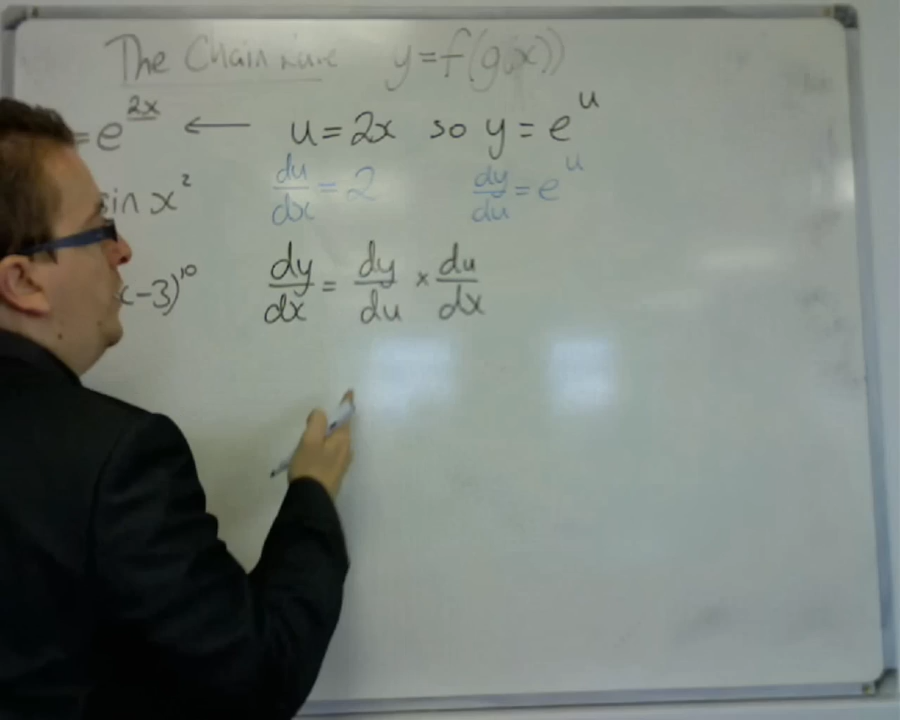 The Chain Rule y=f(g(x))
=e^2x ← u=2x so y=e^u
sin x² du/dx = 2 dy/du = e^u
x-3)^10 dy/dx = dy/du × du/dx